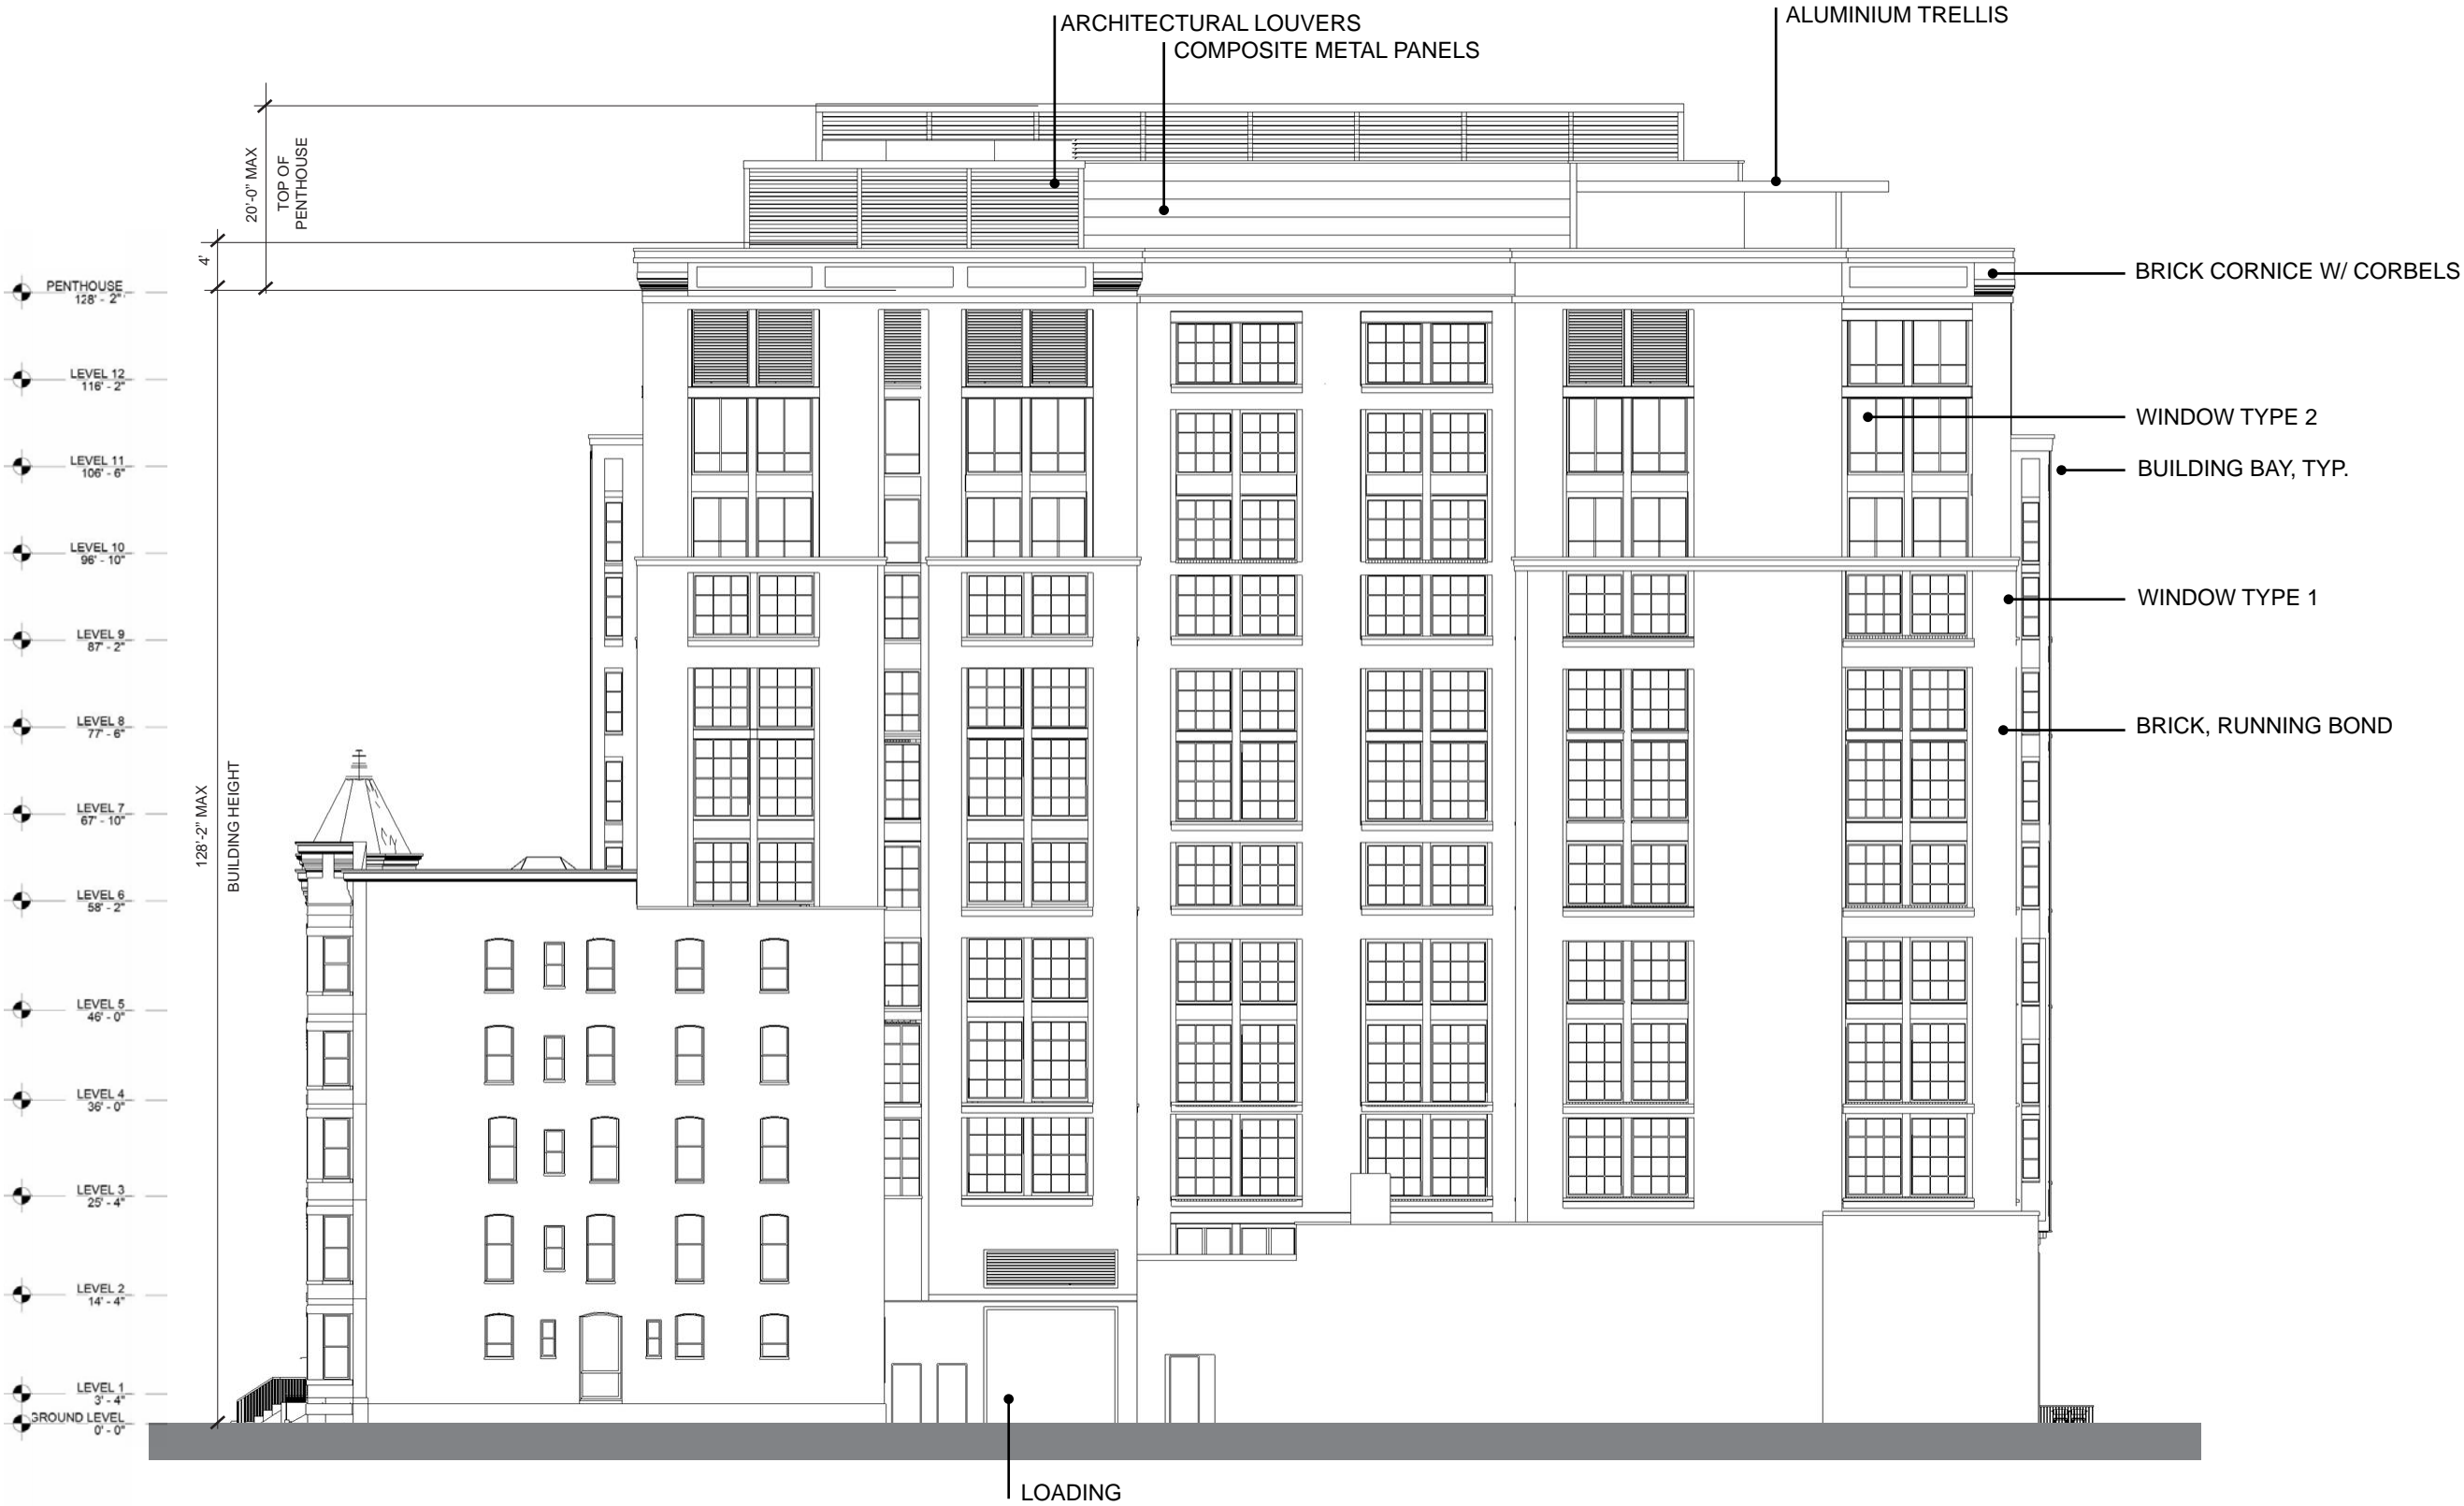 ARCHITECTURAL LOUVERS
COMPOSITE METAL PANELS
ALUMINIUM TRELLIS
20'-0" MAX
TOP OF
PENTHOUSE
4'
PENTHOUSE
128' - 2"
BRICK CORNICE W/ CORBELS
LEVEL 12
116' - 2"
WINDOW TYPE 2
LEVEL 11
106' - 6"
BUILDING BAY, TYP.
LEVEL 10
96' - 10"
WINDOW TYPE 1
LEVEL 9
87' - 2"
LEVEL 8
77' - 6"
BRICK, RUNNING BOND
LEVEL 7
67' - 10"
128'-2" MAX
BUILDING HEIGHT
LEVEL 6
58' - 2"
LEVEL 5
46' - 0"
LEVEL 4
36' - 0"
LEVEL 3
25' - 4"
LEVEL 2
14' - 4"
LEVEL 1
3' - 4"
GROUND LEVEL
0' - 0"
LOADING